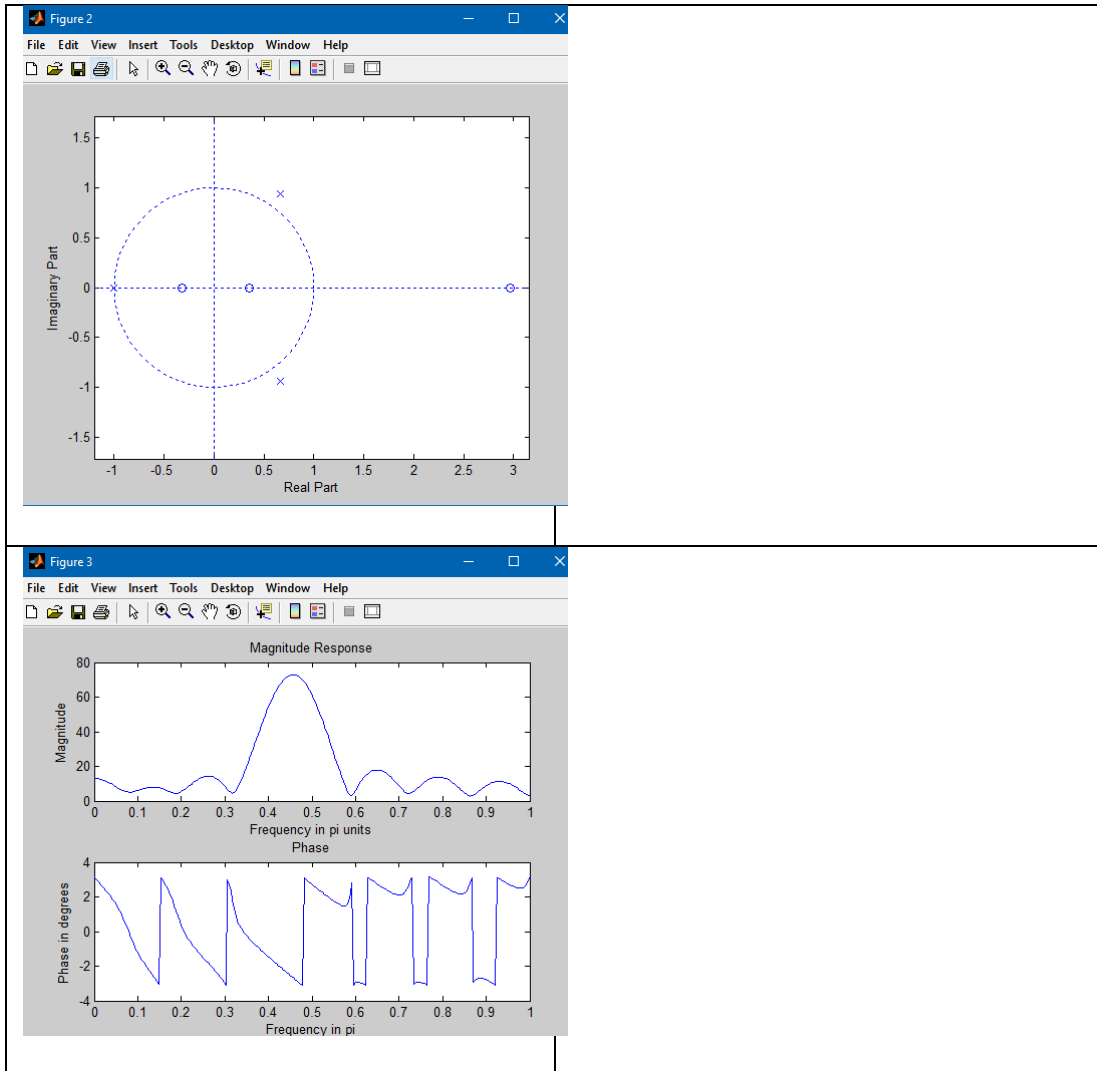 Figure 2
File Edit View Insert Tools Desktop Window Help
1.5
1
0.5
0
-0.5
-1
-1.5
Imaginary Part
-1 -0.5 0 0.5 1 1.5 2 2.5 3
Real Part
Figure 3
File Edit View Insert Tools Desktop Window Help
Magnitude Response
80
60
40
20
0
Magnitude
0 0.1 0.2 0.3 0.4 0.5 0.6 0.7 0.8 0.9 1
Frequency in pi units
Phase
4
2
0
-2
-4
Phase in degrees
0 0.1 0.2 0.3 0.4 0.5 0.6 0.7 0.8 0.9 1
Frequency in pi